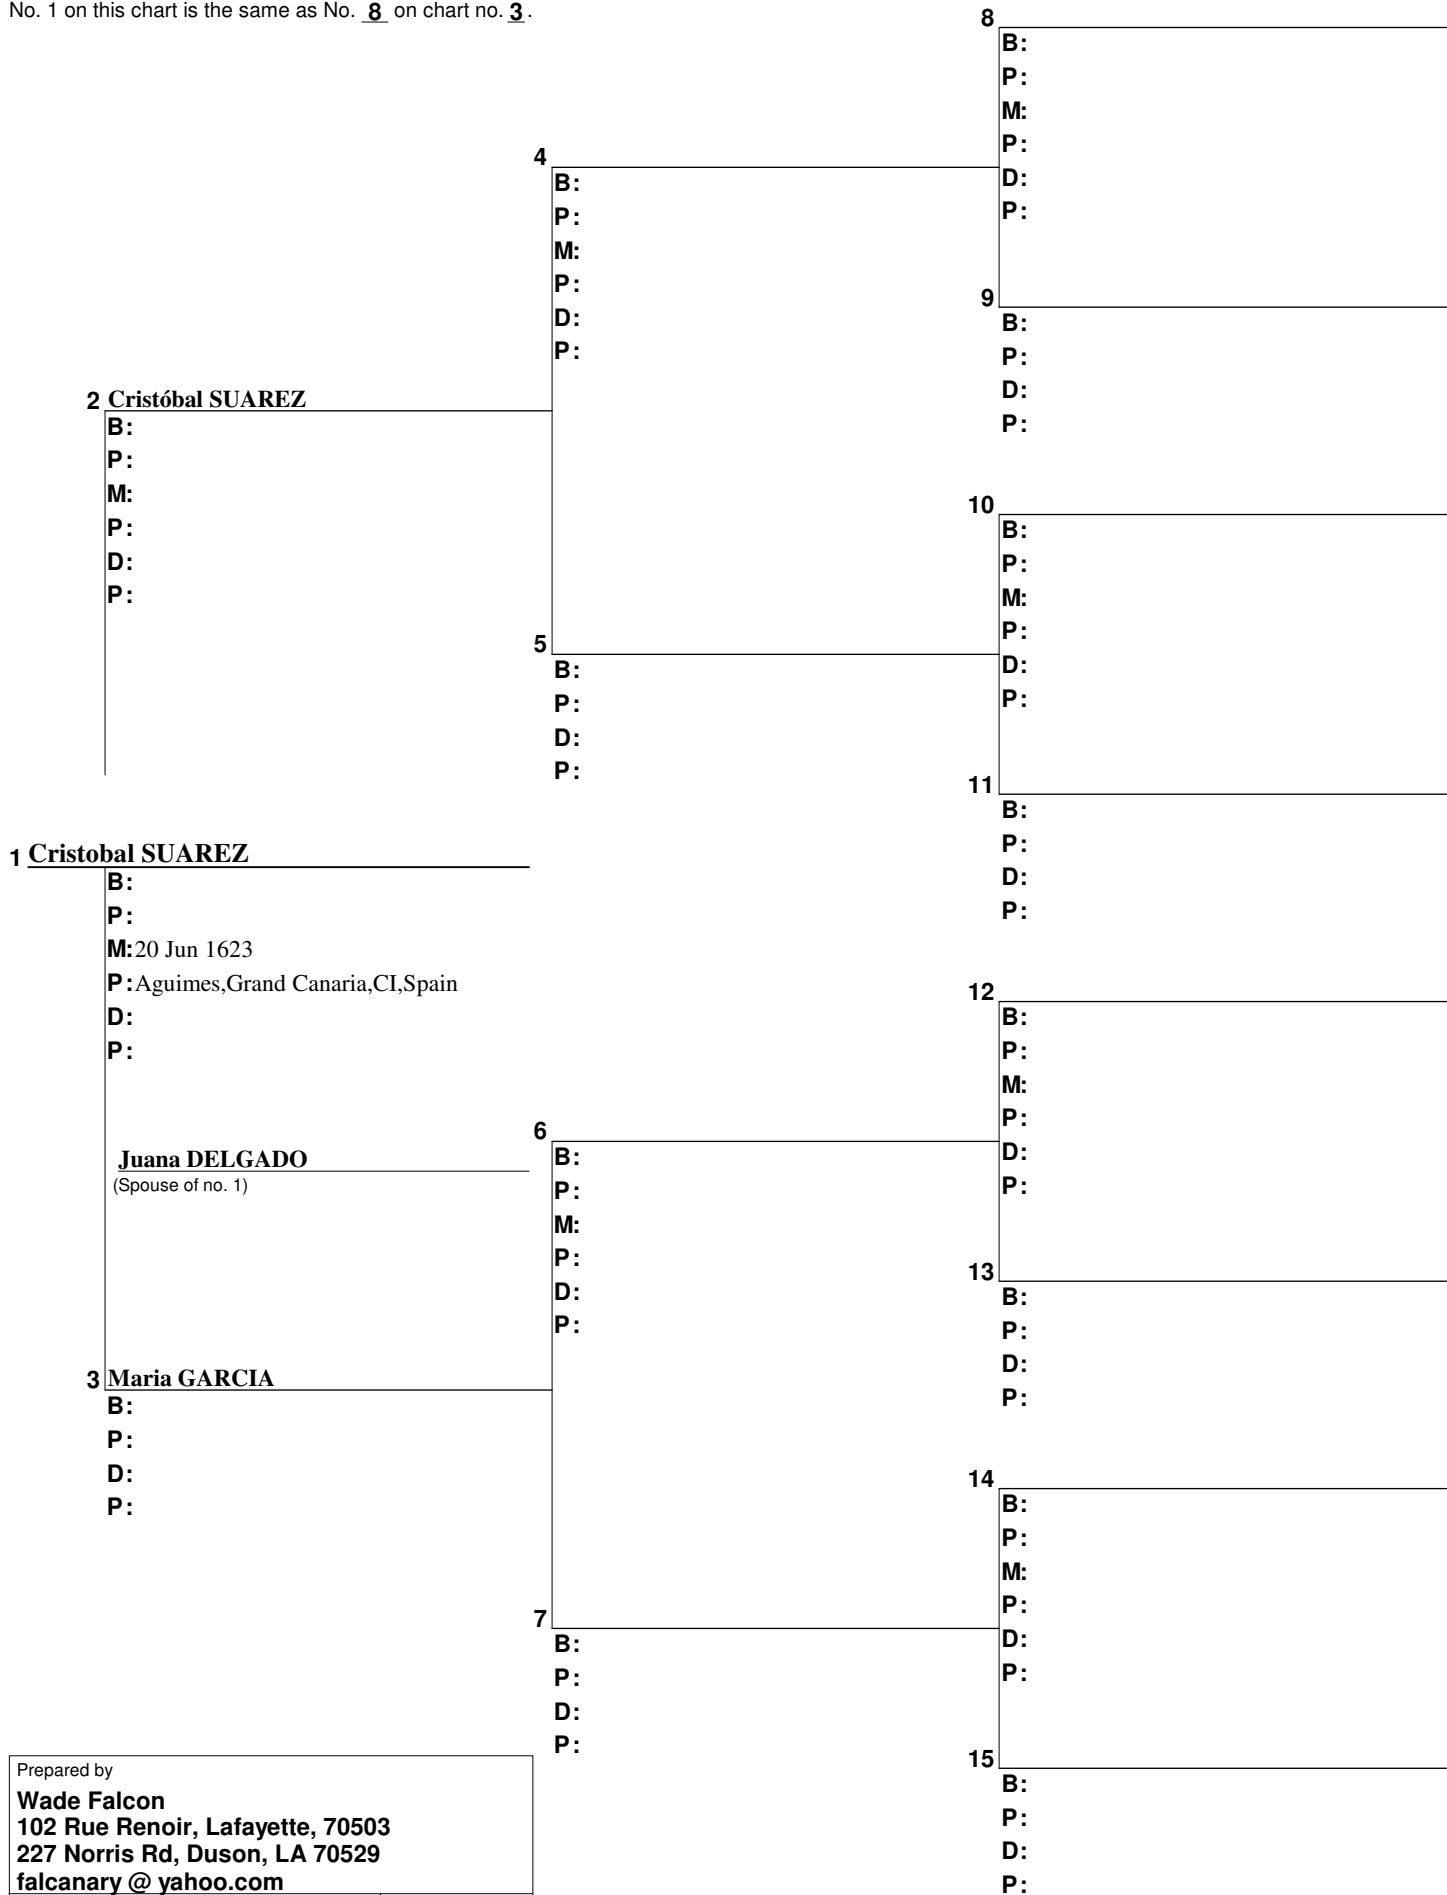 No. 1 on this chart is the same as No. 8 on chart no. 3.
8
B:
P:
M:
P:
D:
P:
4
B:
P:
M:
P:
D:
P:
9
B:
P:
D:
P:
2 Cristóbal SUAREZ
B:
P:
M:
P:
D:
P:
10
B:
P:
M:
P:
D:
P:
5
B:
P:
D:
P:
11
B:
P:
D:
P:
1 Cristobal SUAREZ
B:
P:
M: 20 Jun 1623
P: Aguimes,Grand Canaria,CI,Spain
D:
P:
Juana DELGADO
(Spouse of no. 1)
12
B:
P:
M:
P:
D:
P:
6
B:
P:
M:
P:
D:
P:
13
B:
P:
D:
P:
3 Maria GARCIA
B:
P:
D:
P:
14
B:
P:
M:
P:
D:
P:
7
B:
P:
D:
P:
15
B:
P:
D:
P:
Prepared by
Wade Falcon
102 Rue Renoir, Lafayette, 70503
227 Norris Rd, Duson, LA 70529
falcanary @ yahoo.com